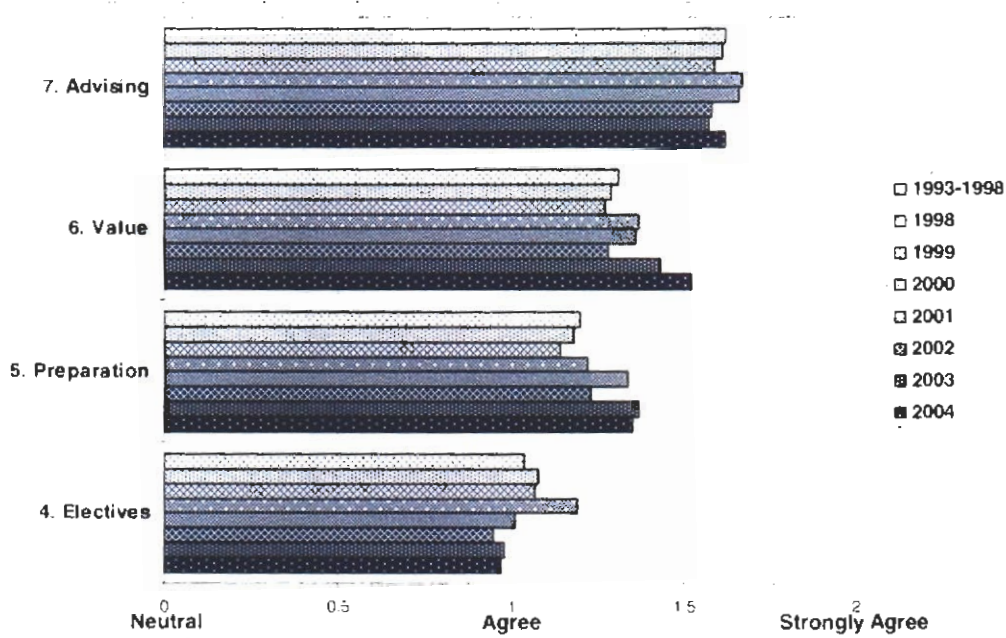 7. Advising
6. Value
5. Preparation
4. Electives
1993-1998
1998
1999
2000
2001
2002
2003
2004
0 0.5 1 1.5 2
Neutral Agree Strongly Agree